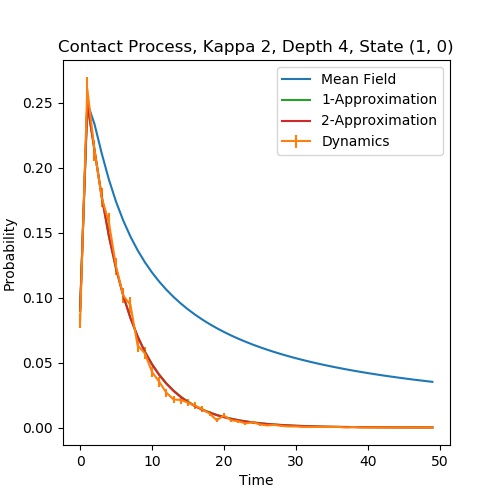 Contact Process, Kappa 2, Depth 4, State (1, 0)
Mean Field
1-Approximation
2-Approximation
Dynamics
Probability
0.25
0.20
0.15
0.10
0.05
0.00
0 10 20 30 40 50
Time